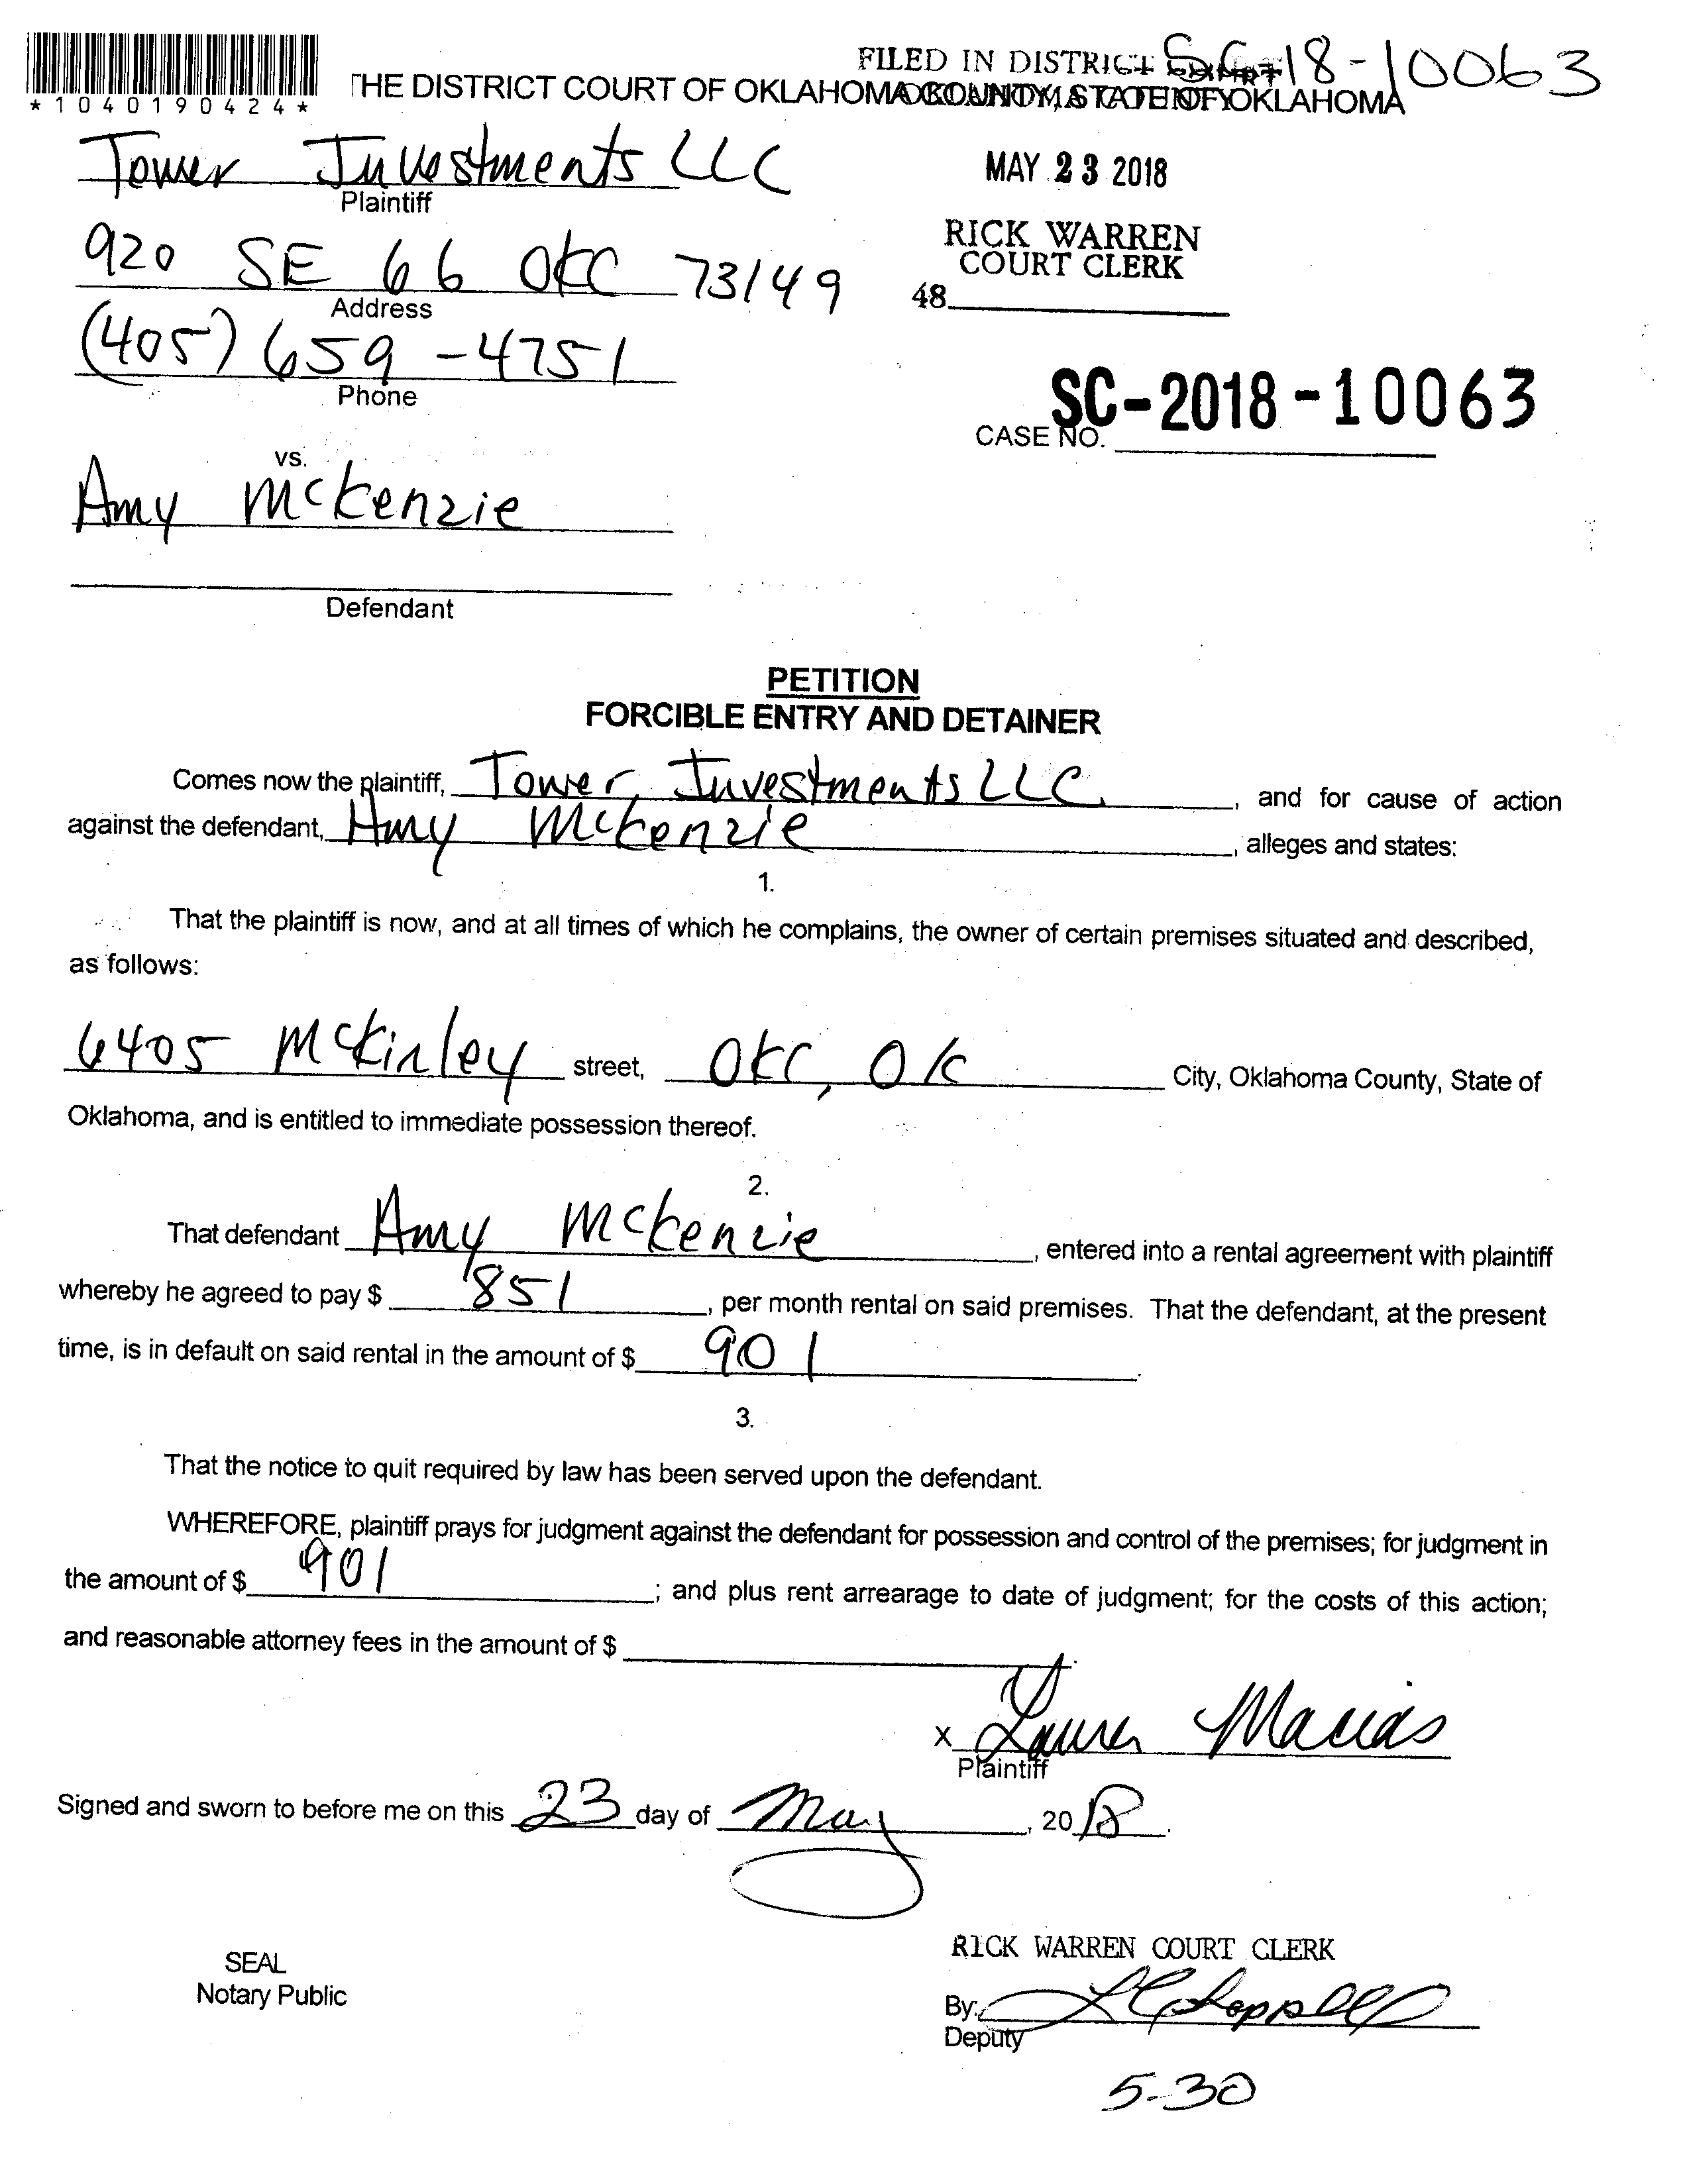 FILED IN DISTRICT COURT SC-18-10063
*1040190424*
THE DISTRICT COURT OF OKLAHOMA COUNTY, STATE OF OKLAHOMA
Tower Investments LLC
Plaintiff
MAY 23 2018
920 SE 66 OKC 73149
Address
RICK WARREN
COURT CLERK
48
(405) 659-4751
Phone
SC-2018-10063
CASE NO.
vs.
Amy McKenzie
Defendant
PETITION
FORCIBLE ENTRY AND DETAINER
Comes now the plaintiff, Tower Investments LLC, and for cause of action
against the defendant, Amy McKenzie, alleges and states:
1.
That the plaintiff is now, and at all times of which he complains, the owner of certain premises situated and described,
as follows:
6405 McKinley street, OKC, OK City, Oklahoma County, State of
Oklahoma, and is entitled to immediate possession thereof.
2.
That defendant Amy McKenzie, entered into a rental agreement with plaintiff
whereby he agreed to pay $ 851, per month rental on said premises. That the defendant, at the present
time, is in default on said rental in the amount of $ 901.
3.
That the notice to quit required by law has been served upon the defendant.
WHEREFORE, plaintiff prays for judgment against the defendant for possession and control of the premises; for judgment in
the amount of $ 901; and plus rent arrearage to date of judgment; for the costs of this action;
and reasonable attorney fees in the amount of $ .
X Laura Macias
Plaintiff
Signed and sworn to before me on this 23 day of May, 2018.
SEAL
Notary Public
RICK WARREN COURT CLERK
By:
Deputy
5-30